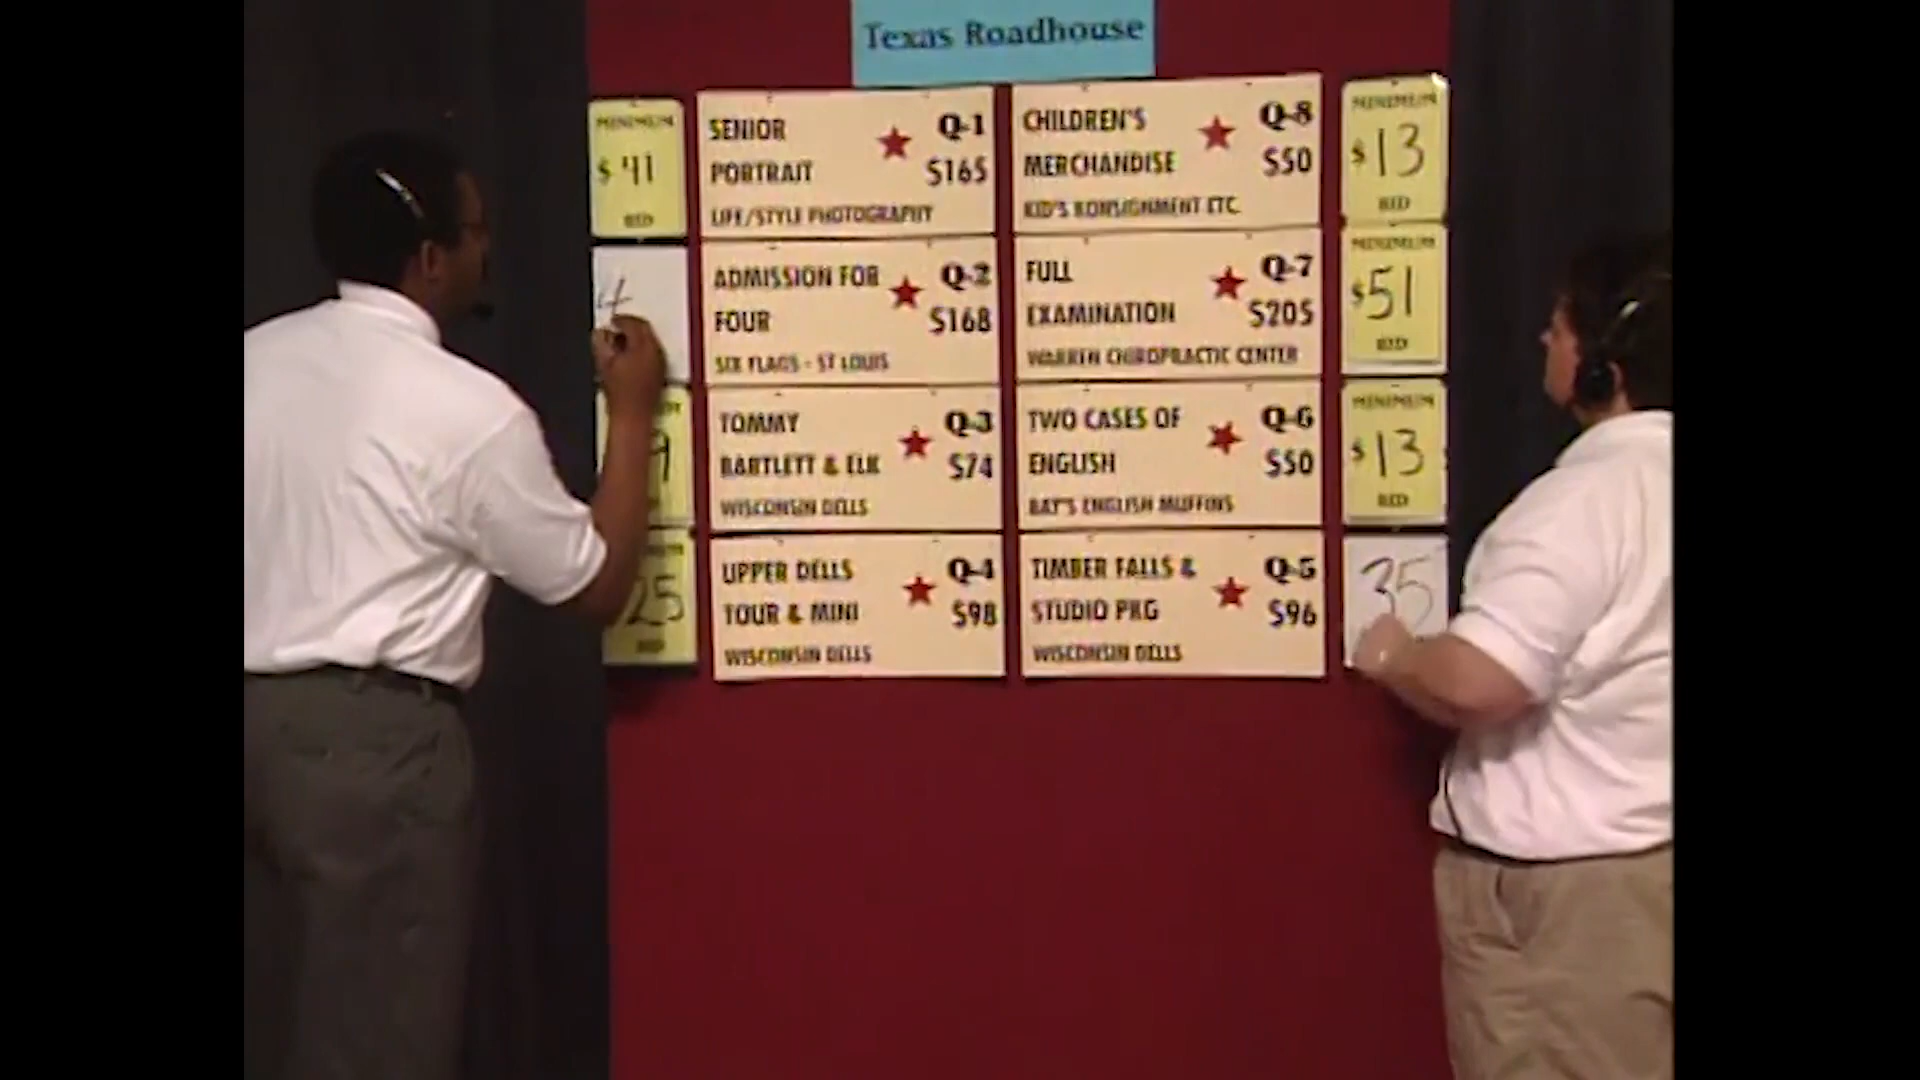 Texas Roadhouse
MINIMUM
$ 41
BID
SENIOR Q-1
PORTRAIT $165
LIFE/STYLE PHOTOGRAPHY
CHILDREN'S Q-8
MERCHANDISE $50
KID'S KONSIGNMENT ETC.
MINIMUM
$13
BID
4
ADMISSION FOR Q-2
FOUR $168
SIX FLAGS - ST LOUIS
FULL Q-7
EXAMINATION $205
WARREN CHIROPRACTIC CENTER
MINIMUM
$51
BID
9
TOMMY Q-3
BARTLETT & ELK $74
WISCONSIN DELLS
TWO CASES OF Q-6
ENGLISH $50
BAY'S ENGLISH MUFFINS
MINIMUM
$13
BID
25
BID
UPPER DELLS Q-4
TOUR & MINI $98
WISCONSIN DELLS
TIMBER FALLS & Q-5
STUDIO PKG $96
WISCONSIN DELLS
35